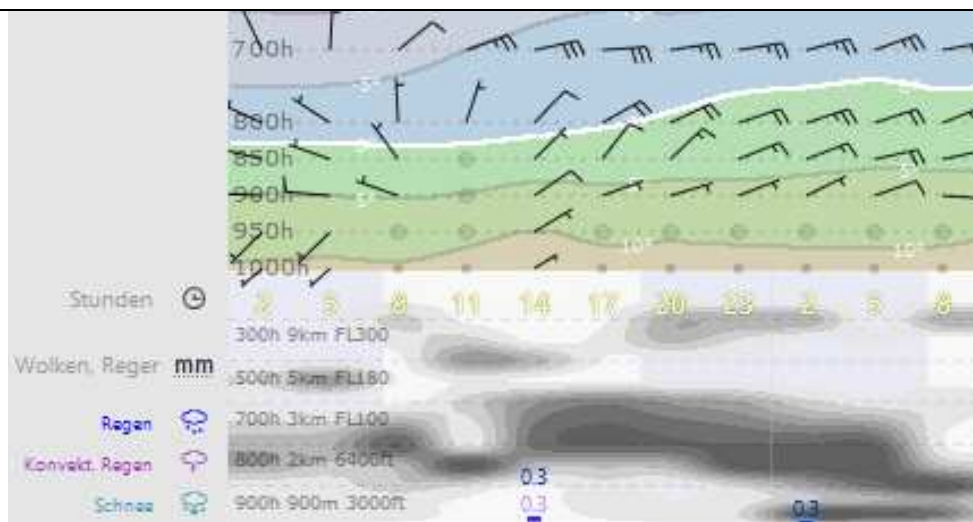 700h
800h
850h
900h
950h
10°
10°
1000h
Stunden 2 5 8 11 14 17 20 23 2 5 8
300h 9km FL300
Wolken, Regen mm
500h 5km FL180
Regen 700h 3km FL100
Konvekt. Regen 800h 2km 6400ft
0.3
Schnee 900h 900m 3000ft 0.3 0.3